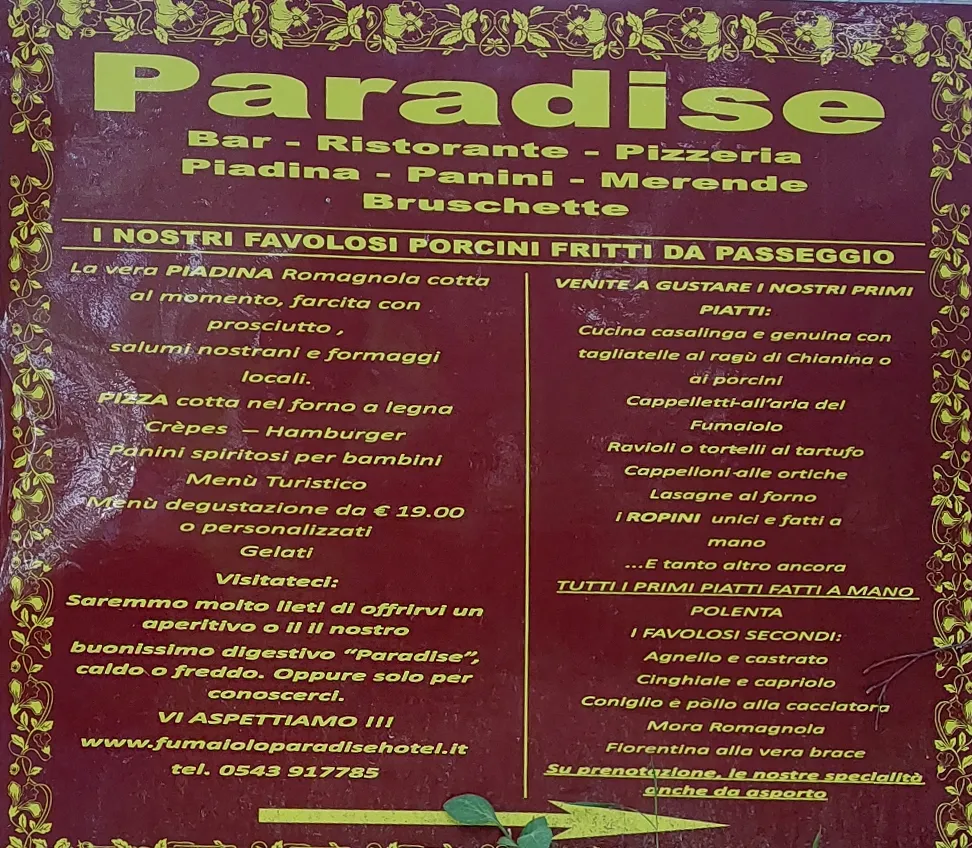 Paradise
Bar - Ristorante - Pizzeria
Piadina - Panini - Merende
Bruschette
I NOSTRI FAVOLOSI PORCINI FRITTI DA PASSEGGIO
La vera PIADINA Romagnola cotta
al momento, farcita con
prosciutto ,
salumi nostrani e formaggi
locali.
PIZZA cotta nel forno a legna
Crèpes – Hamburger
Panini spiritosi per bambini
Menù Turistico
Menù degustazione da € 19.00
o personalizzati
Gelati
Visitateci:
Saremmo molto lieti di offrirvi un
aperitivo o il il nostro
buonissimo digestivo "Paradise",
caldo o freddo. Oppure solo per
conoscerci.
VI ASPETTIAMO !!!
www.fumaioloparadisehotel.it
tel. 0543 917785
VENITE A GUSTARE I NOSTRI PRIMI
PIATTI:
Cucina casalinga e genuina con
tagliatelle al ragù di Chianina o
ai porcini
Cappelletti-all'aria del
Fumaiolo
Ravioli o tortelli al tartufo
Cappelloni-alle ortiche
Lasagne al forno
i ROPINI unici e fatti a
mano
...E tanto altro ancora
TUTTI I PRIMI PIATTI FATTI A MANO
POLENTA
I FAVOLOSI SECONDI:
Agnello e castrato
Cinghiale e capriolo
Coniglio e pollo alla cacciatora
Mora Romagnola
Fiorentina alla vera brace
Su prenotazione, le nostre specialità
anche da asporto